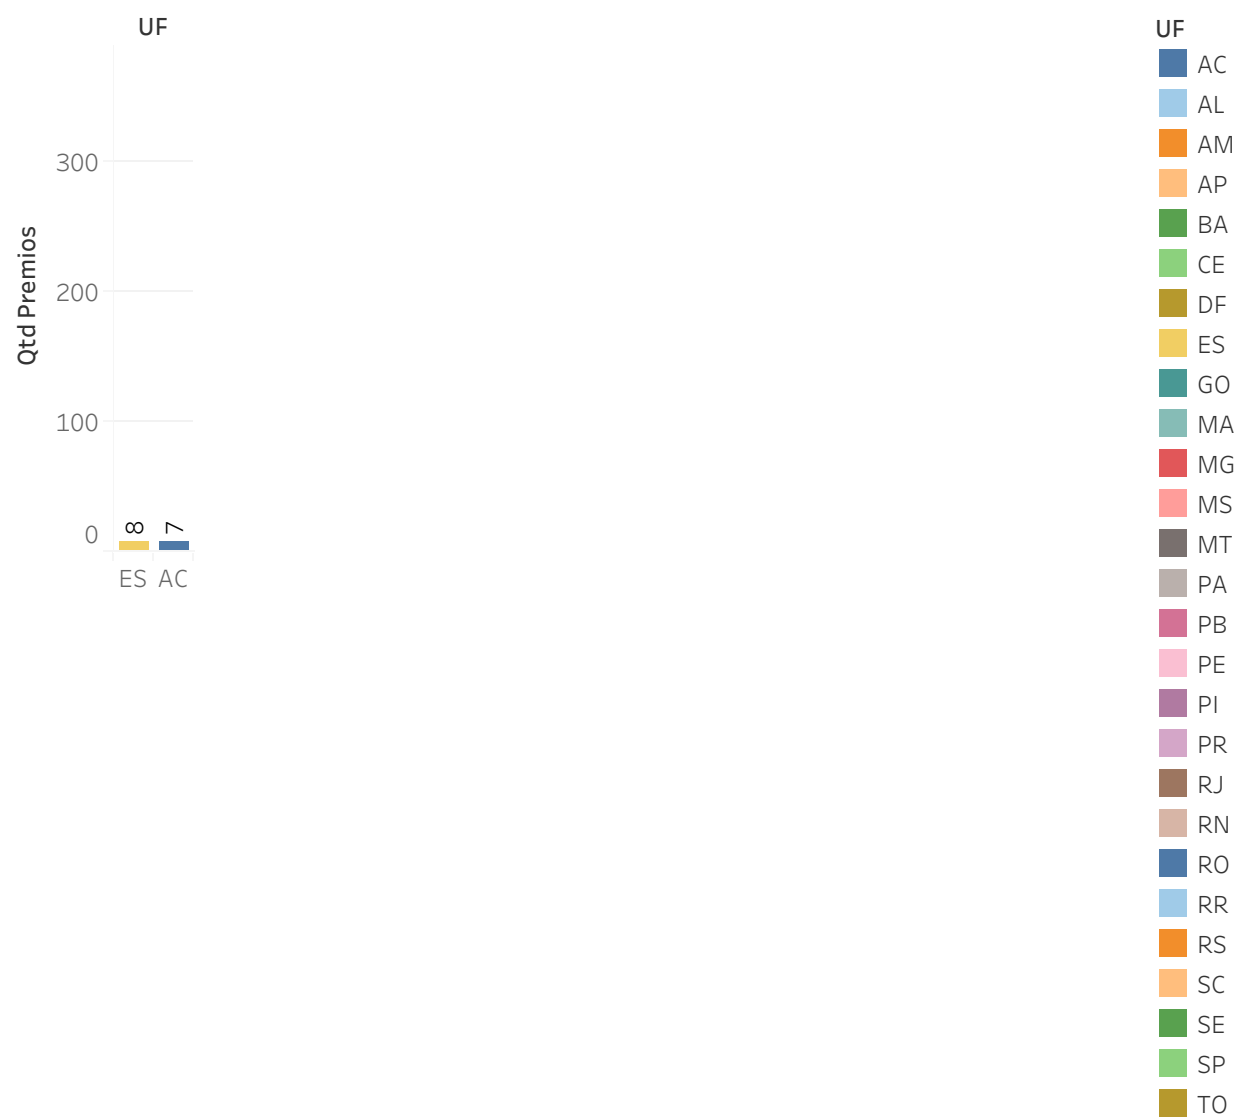 UF
Qtd Premios
300
200
100
0
8 7
ES AC
UF
AC
AL
AM
AP
BA
CE
DF
ES
GO
MA
MG
MS
MT
PA
PB
PE
PI
PR
RJ
RN
RO
RR
RS
SC
SE
SP
TO